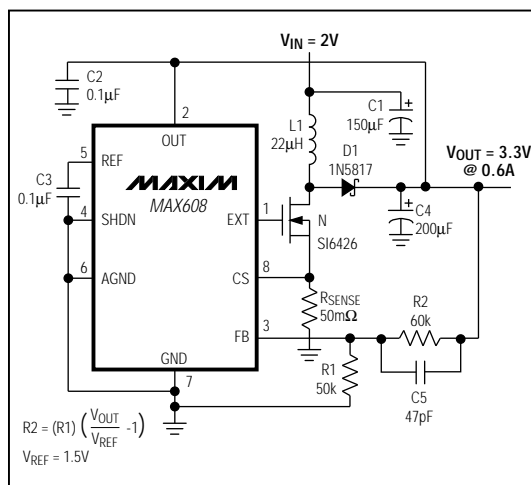 V_IN = 2V
C2
0.1µF
2
OUT
C1
150µF
+
L1
22µH
D1
1N5817
V_OUT = 3.3V
@ 0.6A
5
REF
C3
0.1µF
MAXIM
MAX608
4
SHDN
EXT
1
N
SI6426
+
C4
200µF
6
AGND
CS
8
R_SENSE
50mΩ
FB
3
R2
60k
GND
7
R1
50k
C5
47pF
R2 = (R1) (V_OUT/V_REF -1)
V_REF = 1.5V